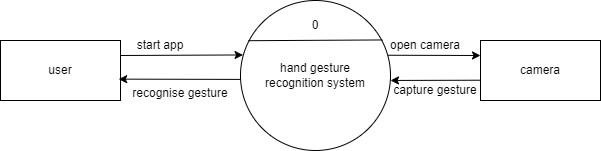 0
start app
open camera
user
hand gesture
recognition system
camera
recognise gesture
capture gesture